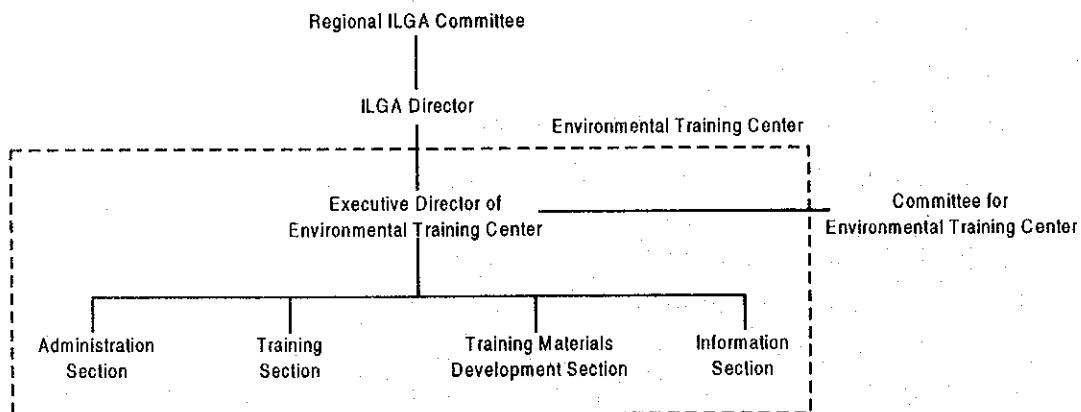 Regional ILGA Committee
ILGA Director
Environmental Training Center
Executive Director of
Environmental Training Center
Committee for
Environmental Training Center
Administration
Section
Training
Section
Training Materials
Development Section
Information
Section